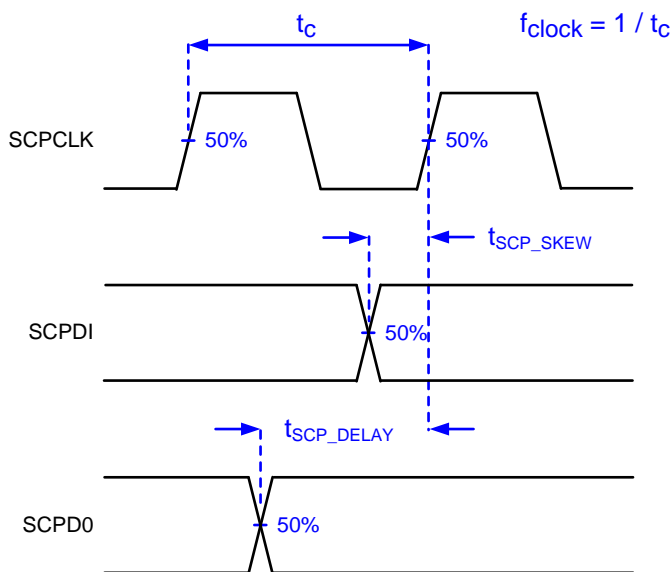 tc
fclock = 1 / tc
SCPCLK
50%
50%
tSCP_SKEW
SCPDI
50%
tSCP_DELAY
SCPD0
50%